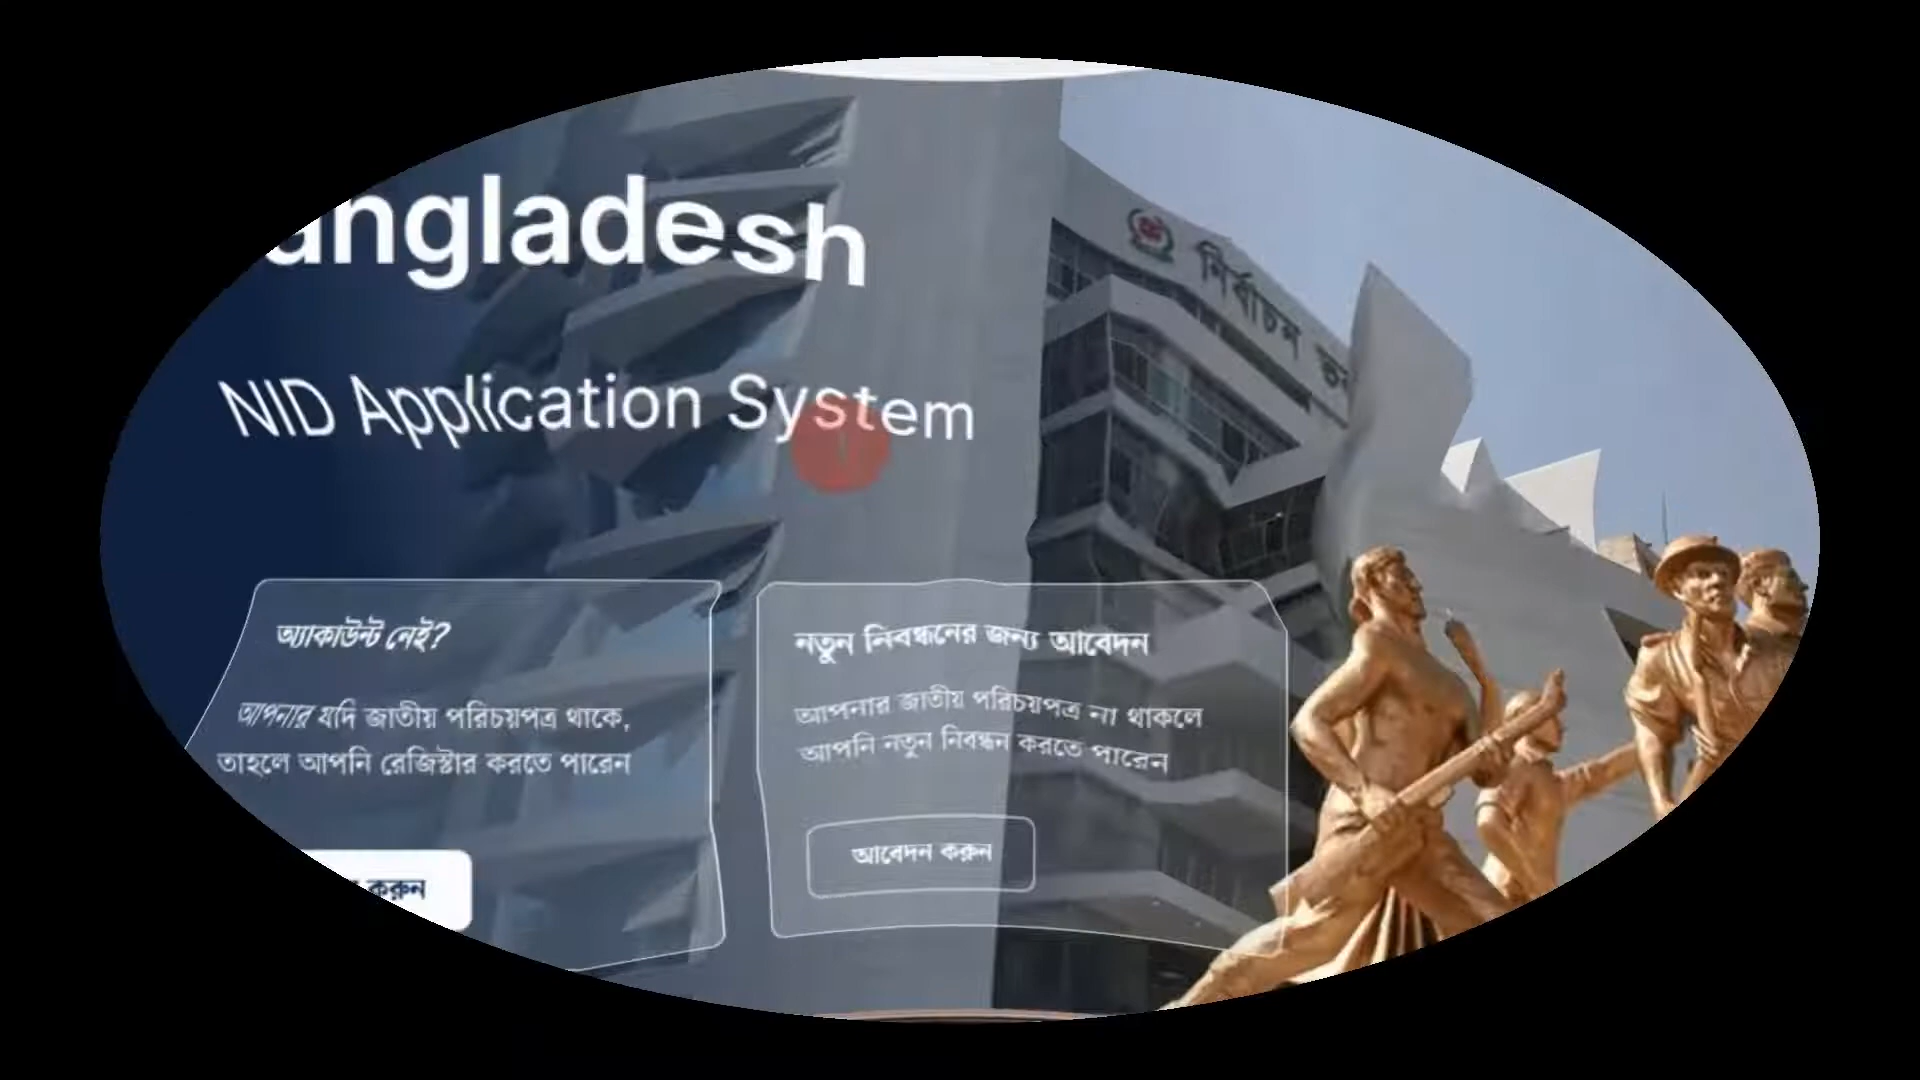 angladesh
নির্বাচন
NID Application System
অ্যাকাউন্ট নেই?
আপনার যদি জাতীয় পরিচয়পত্র থাকে,
তাহলে আপনি রেজিস্টার করতে পারেন
করুন
নতুন নিবন্ধনের জন্য আবেদন
আপনার জাতীয় পরিচয়পত্র না থাকলে
আপনি নতুন নিবন্ধন করতে পারেন
আবেদন করুন